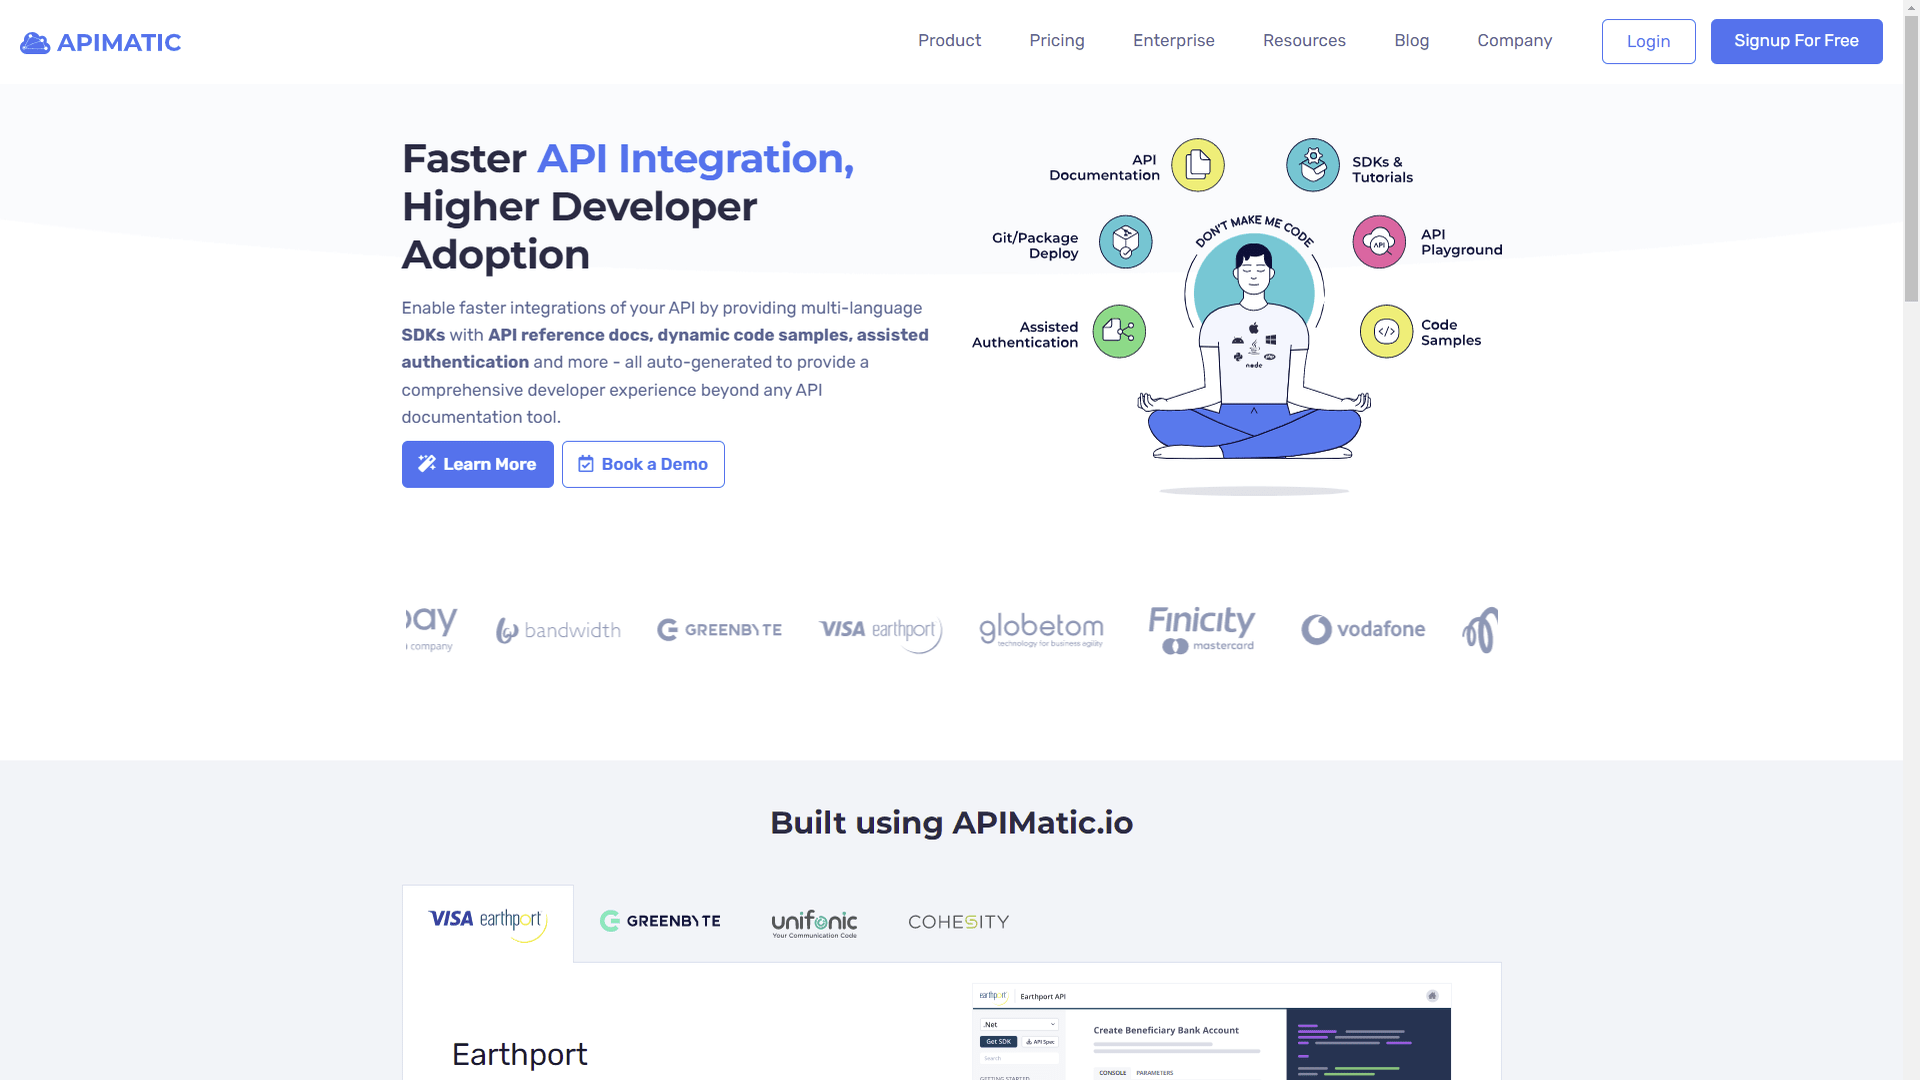 APIMATIC
Product
Pricing
Enterprise
Resources
Blog
Company
Login
Signup For Free
Faster API Integration,
Higher Developer
Adoption
Enable faster integrations of your API by providing multi-language
SDKs with API reference docs, dynamic code samples, assisted
authentication and more - all auto-generated to provide a
comprehensive developer experience beyond any API
documentation tool.
Learn More
Book a Demo
API
Documentation
SDKs &
Tutorials
Git/Package
Deploy
DON'T MAKE ME CODE
API
API
Playground
Assisted
Authentication
</>
Code
Samples
Java
php
node
bay
a company
bandwidth
GREENBYTE
VISA earthport
globetom
technology for business agility
Finicity
mastercard
vodafone
Built using APIMatic.io
VISA earthport
GREENBYTE
unifonic
Your Communication Code
COHESITY
Earthport
earthport
Earthport API
.Net
Get SDK
API Spec
Search
GETTING STARTED
Create Beneficiary Bank Account
CONSOLE
PARAMETERS